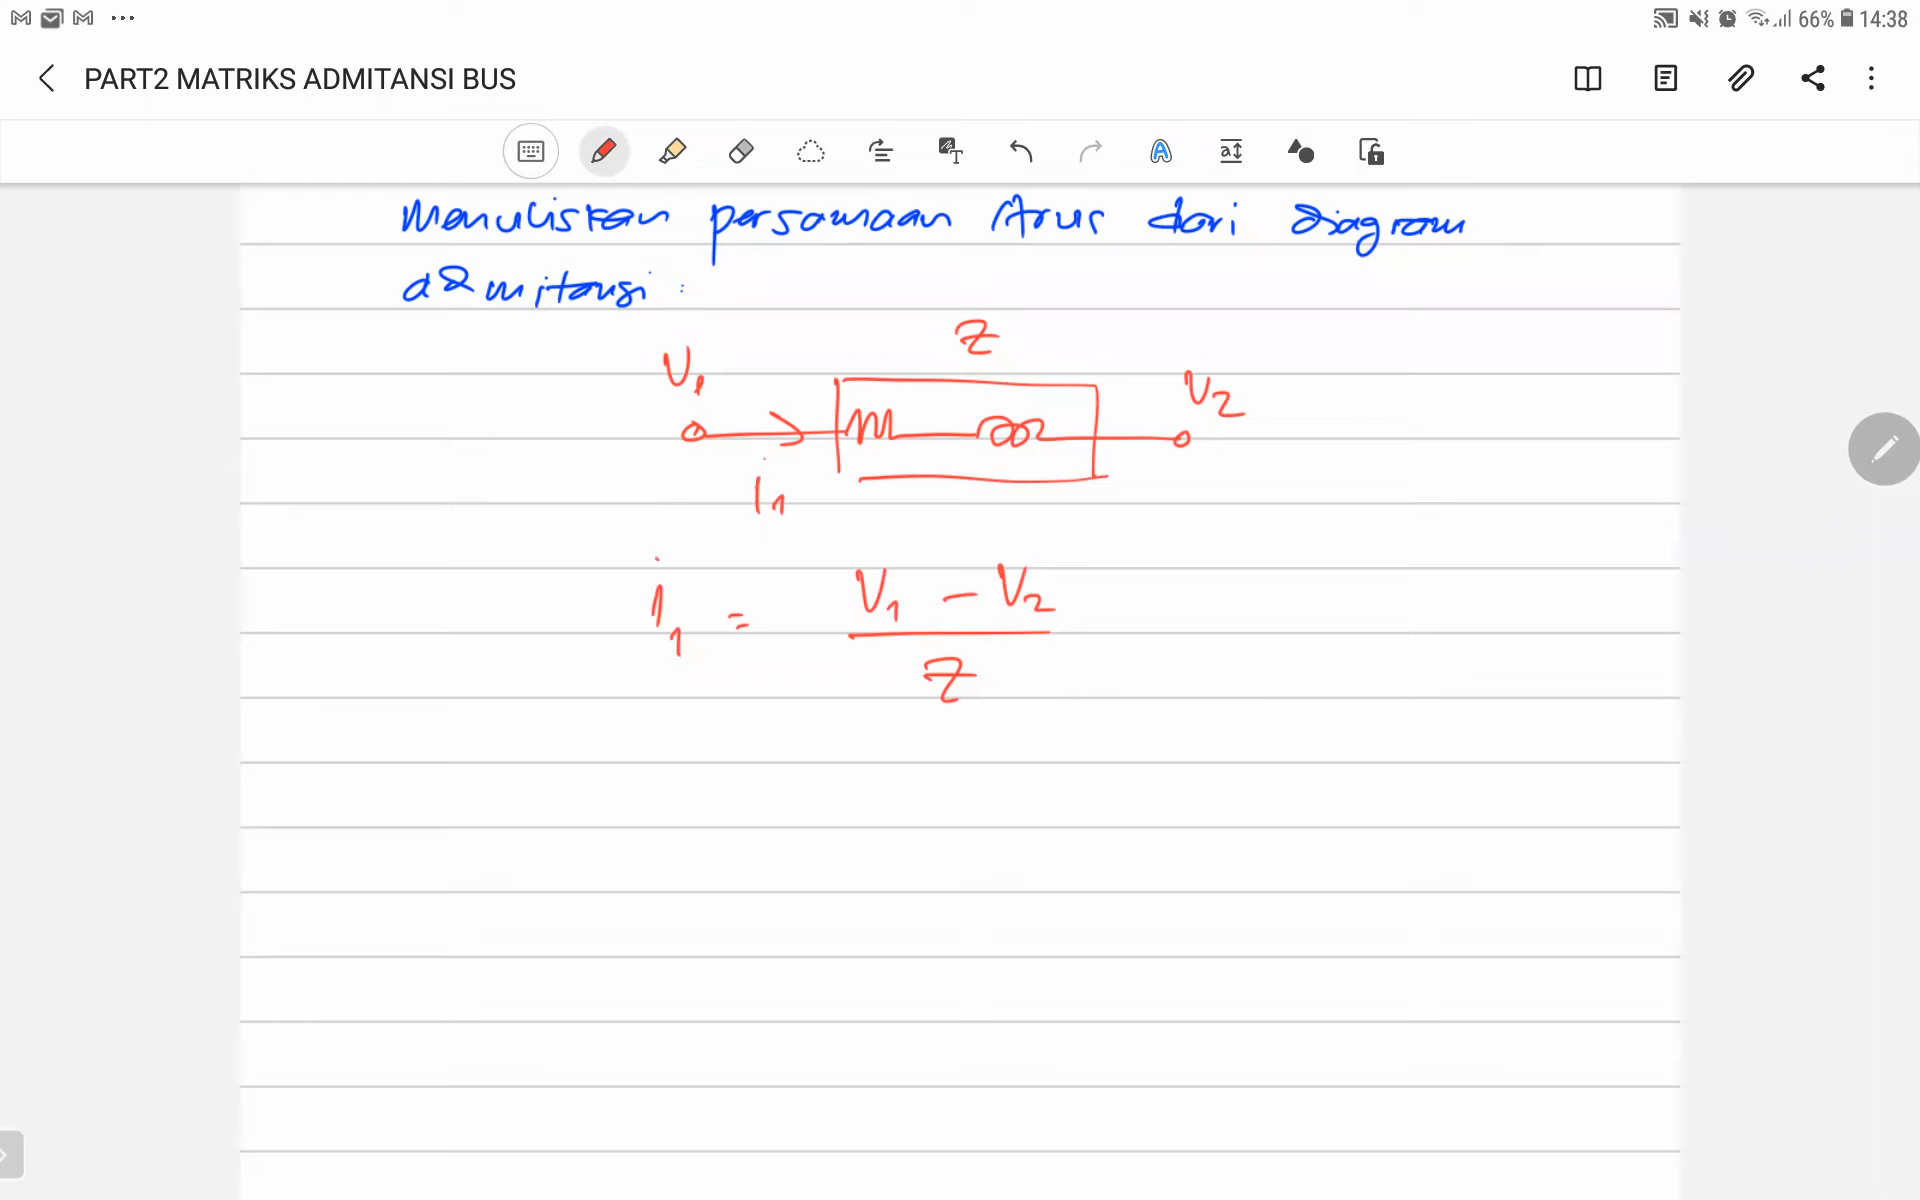 66% 14:38
PART2 MATRIKS ADMITANSI BUS
Menuliskan persamaan Arus dari diagram
admitansi :
Z
V₁
V₂
i₁
i₁ = V₁ - V₂ / Z